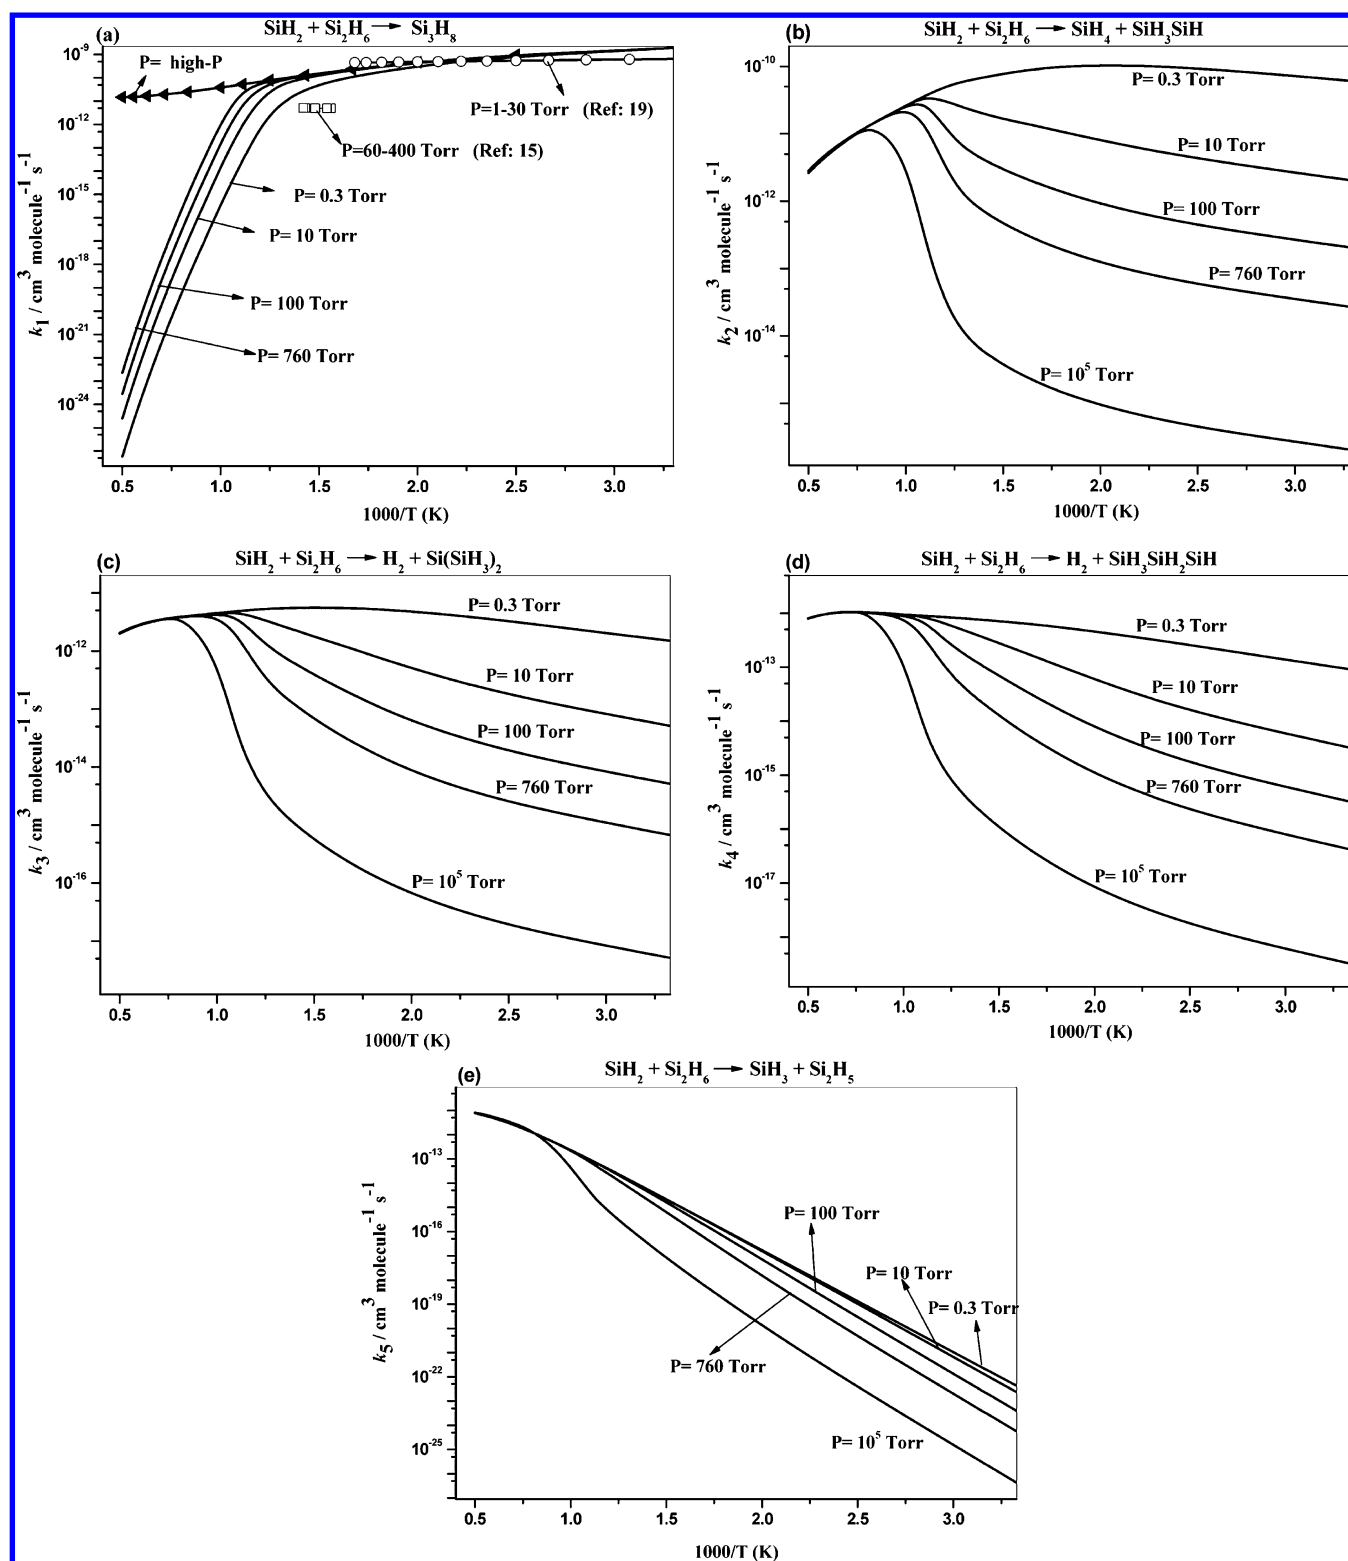 (a) SiH₂ + Si₂H₆ → Si₃H₈
10⁻⁹
P= high-P
P=1-30 Torr (Ref: 19)
10⁻¹²
P=60-400 Torr (Ref: 15)
10⁻¹⁵
P= 0.3 Torr
P= 10 Torr
10⁻¹⁸
P= 100 Torr
10⁻²¹
P= 760 Torr
10⁻²⁴
k₁ / cm³ molecule⁻¹ s⁻¹
0.5 1.0 1.5 2.0 2.5 3.0
1000/T (K)
(b) SiH₂ + Si₂H₆ → SiH₄ + SiH₃SiH
10⁻¹⁰
P= 0.3 Torr
P= 10 Torr
10⁻¹²
P= 100 Torr
P= 760 Torr
10⁻¹⁴
P= 10⁵ Torr
k₂ / cm³ molecule⁻¹ s⁻¹
0.5 1.0 1.5 2.0 2.5 3.0
1000/T (K)
(c) SiH₂ + Si₂H₆ → H₂ + Si(SiH₃)₂
P= 0.3 Torr
10⁻¹²
P= 10 Torr
P= 100 Torr
10⁻¹⁴
P= 760 Torr
10⁻¹⁶
P= 10⁵ Torr
k₃ / cm³ molecule⁻¹ s⁻¹
0.5 1.0 1.5 2.0 2.5 3.0
1000/T (K)
SiH₂ + Si₂H₆ → H₂ + SiH₃SiH₂SiH (d)
P= 0.3 Torr
10⁻¹³
P= 10 Torr
P= 100 Torr
10⁻¹⁵
P= 760 Torr
10⁻¹⁷
P= 10⁵ Torr
k₄ / cm³ molecule⁻¹ s⁻¹
0.5 1.0 1.5 2.0 2.5 3.0
1000/T (K)
(e) SiH₂ + Si₂H₆ → SiH₃ + Si₂H₅
10⁻¹³
P= 100 Torr
10⁻¹⁶
P= 10 Torr
10⁻¹⁹
P= 0.3 Torr
P= 760 Torr
10⁻²²
P= 10⁵ Torr
10⁻²⁵
k₅ / cm³ molecule⁻¹ s⁻¹
0.5 1.0 1.5 2.0 2.5 3.0
1000/T (K)